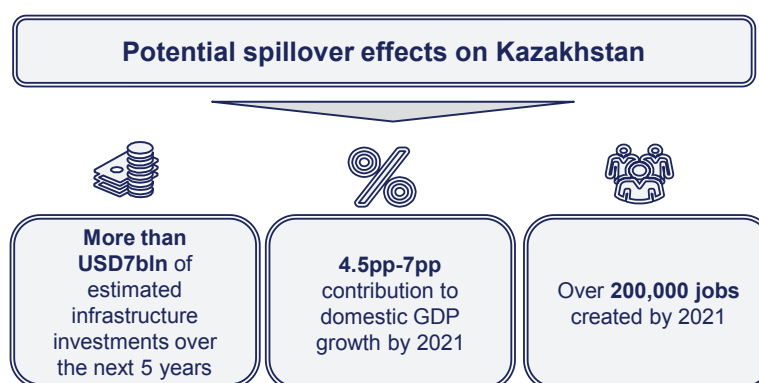 Potential spillover effects on Kazakhstan
More than
USD7bln of
estimated
infrastructure
investments over
the next 5 years
4.5pp-7pp
contribution to
domestic GDP
growth by 2021
Over 200,000 jobs
created by 2021